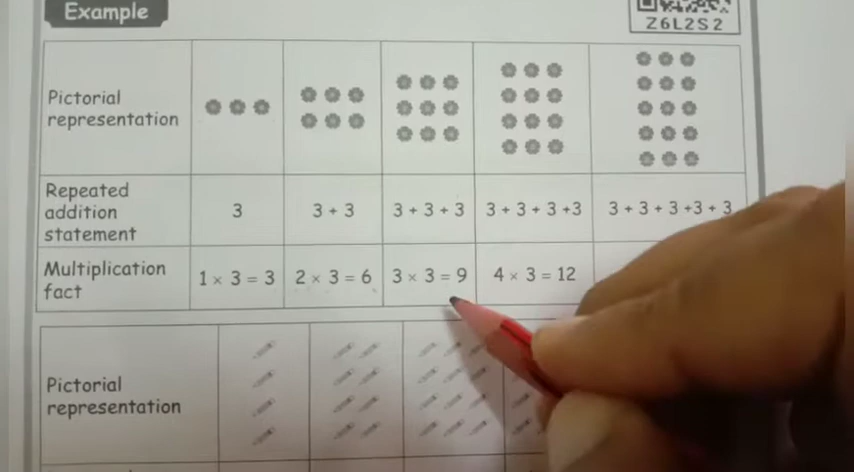 Example
Z6L2S2
Pictorial
representation
Repeated
addition
statement
3
3 + 3
3 + 3 + 3
3 + 3 + 3 +3
3 + 3 + 3 +3 + 3
Multiplication
fact
1 × 3 = 3
2 × 3 = 6
3 × 3 = 9
4 × 3 = 12
Pictorial
representation